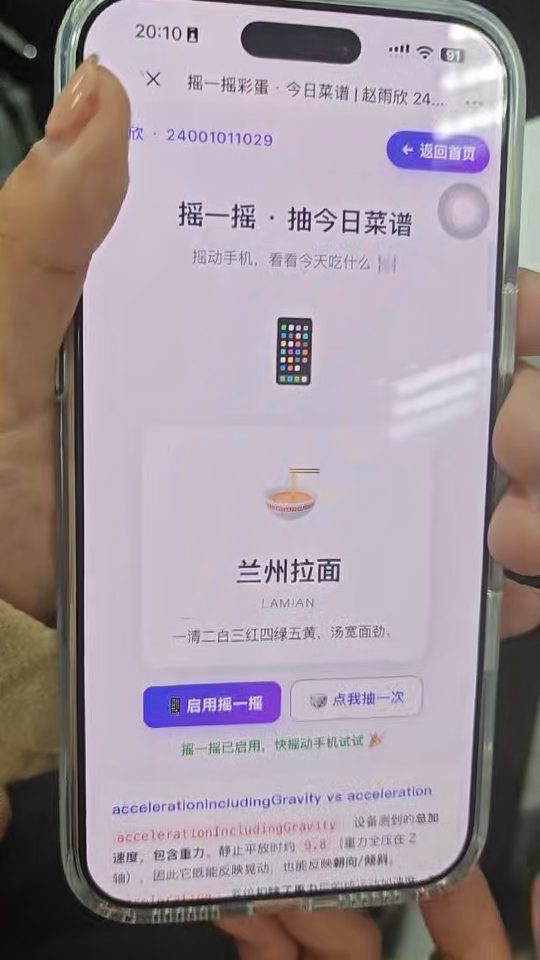 20:10
91
摇一摇彩蛋 · 今日菜谱 | 赵雨欣 24...
欣 · 24001011029
← 返回首页
摇一摇 · 抽今日菜谱
摇动手机，看看今天吃什么
兰州拉面
LAMIAN
一清二白三红四绿五黄，汤宽面劲。
启用摇一摇
点我抽一次
摇一摇已启用，快摇动手机试试
accelerationIncludingGravity vs acceleration
accelerationIncludingGravity 设备测到的总加
速度，包含重力。静止平放时约 9.8 （重力全压在 Z
轴），因此它既能反映晃动，也能反映朝向/倾斜。